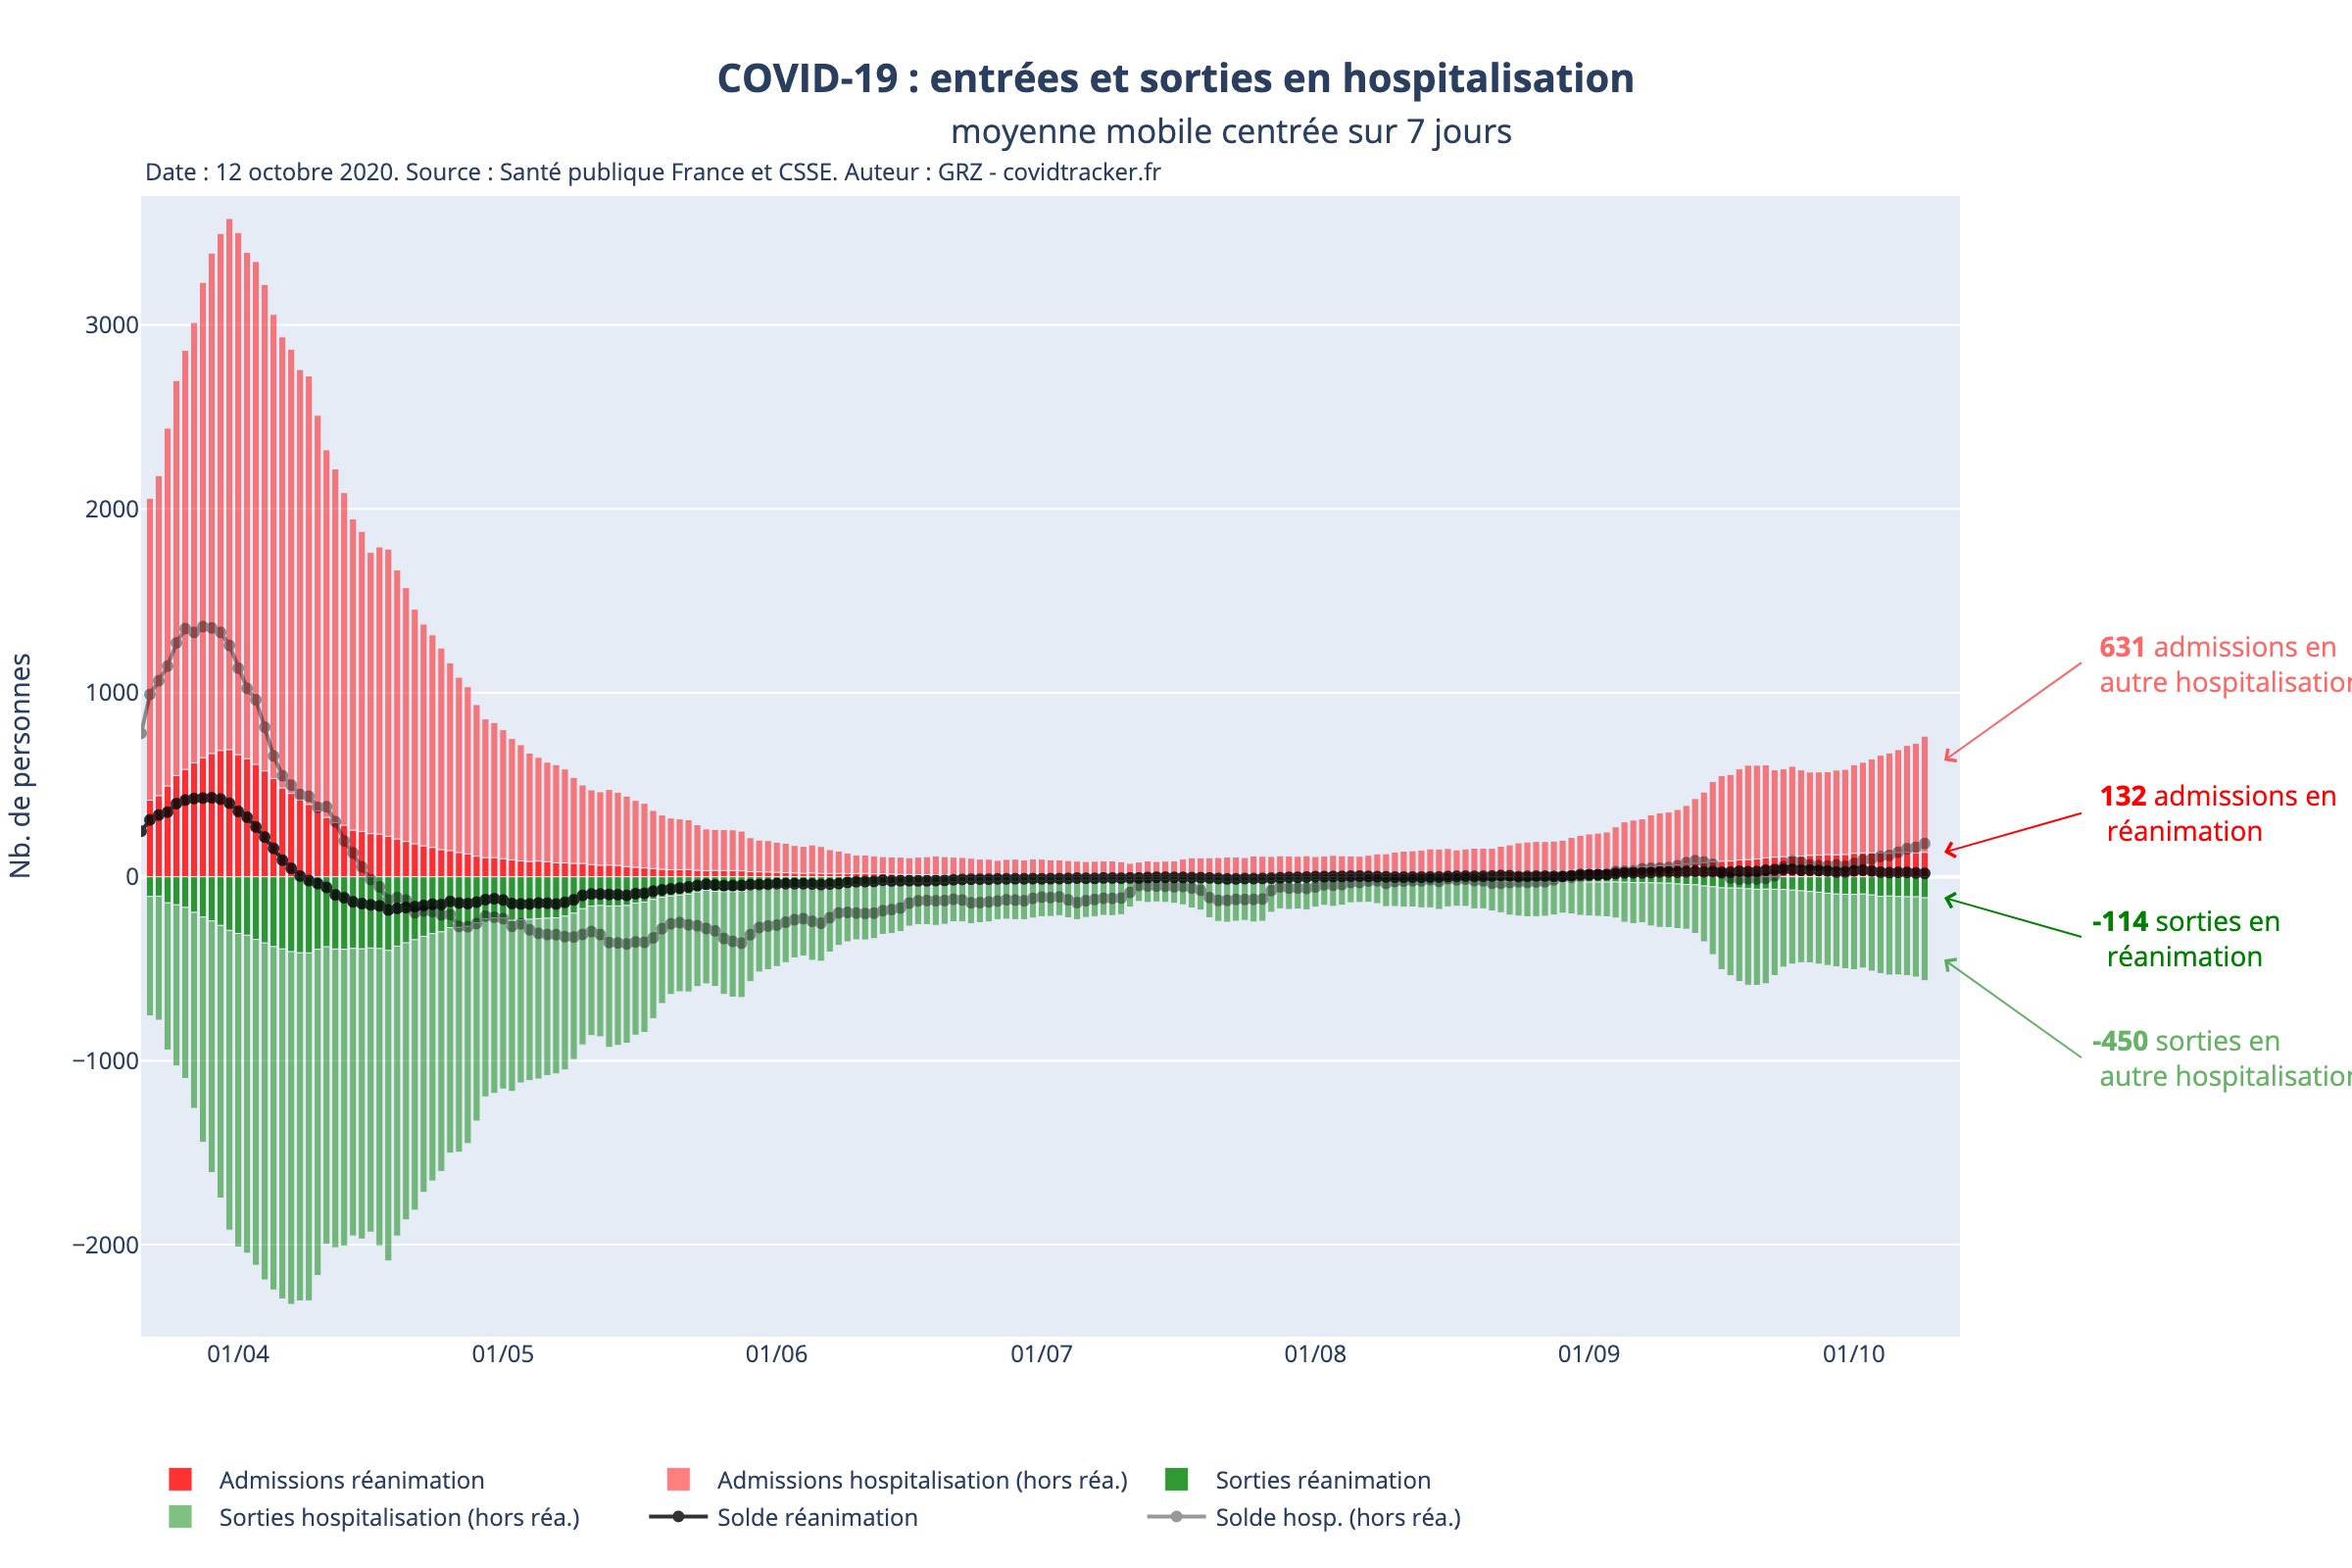 COVID-19 : entrées et sorties en hospitalisation
moyenne mobile centrée sur 7 jours
Date : 12 octobre 2020. Source : Santé publique France et CSSE. Auteur : GRZ - covidtracker.fr
Nb. de personnes
3000
2000
1000
0
−1000
−2000
01/04
01/05
01/06
01/07
01/08
01/09
01/10
631 admissions en
autre hospitalisation
132 admissions en
réanimation
-114 sorties en
réanimation
-450 sorties en
autre hospitalisation
Admissions réanimation
Admissions hospitalisation (hors réa.)
Sorties réanimation
Sorties hospitalisation (hors réa.)
Solde réanimation
Solde hosp. (hors réa.)